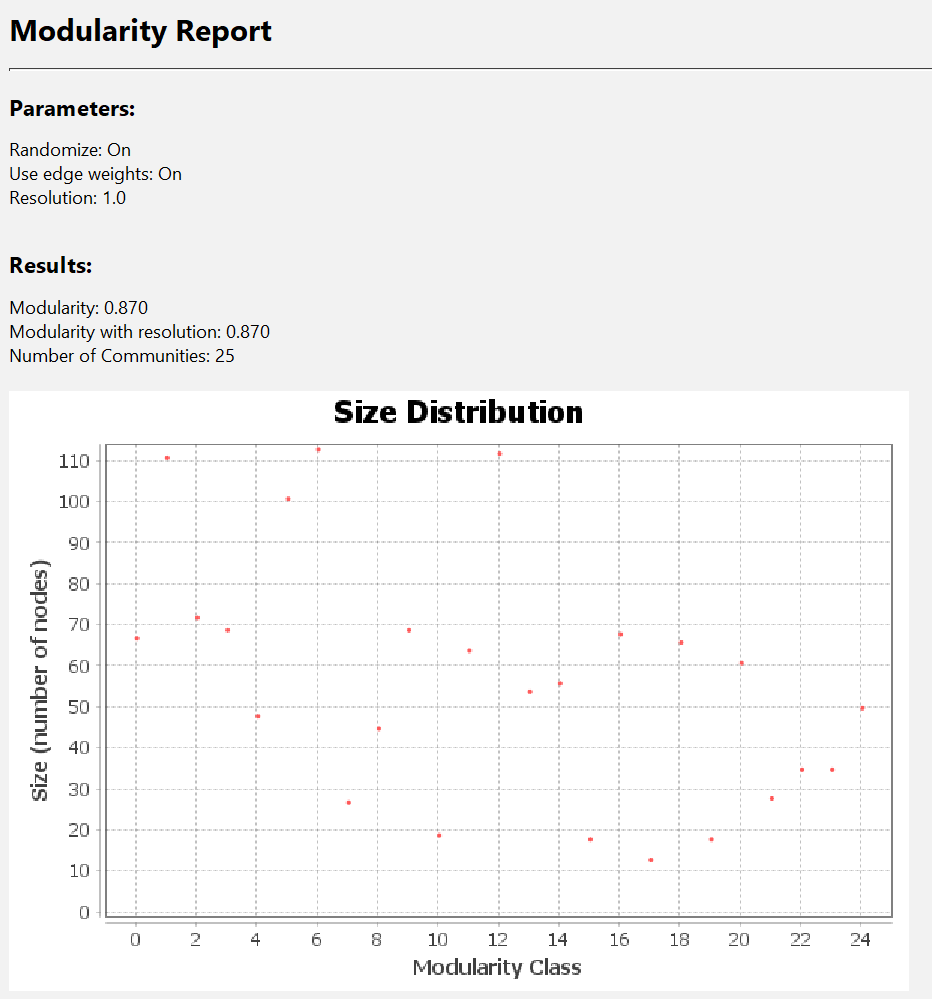 Modularity Report
Parameters:
Randomize: On
Use edge weights: On
Resolution: 1.0
Results:
Modularity: 0.870
Modularity with resolution: 0.870
Number of Communities: 25
Size Distribution
110
100
90
80
70
60
50
40
30
20
10
0
Size (number of nodes)
0 2 4 6 8 10 12 14 16 18 20 22 24
Modularity Class